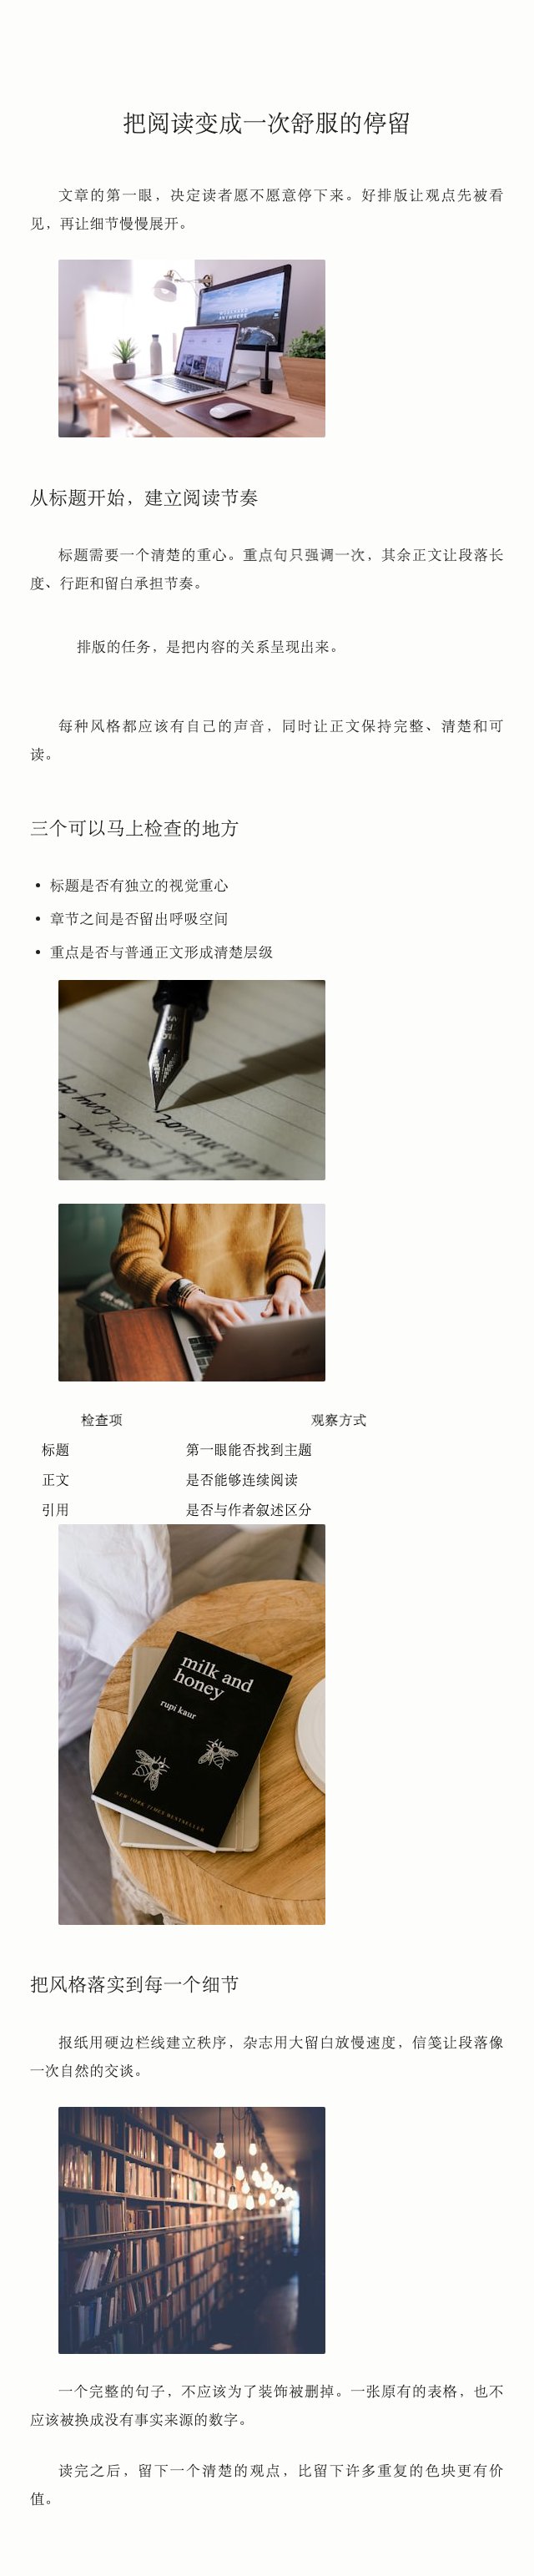 把阅读变成一次舒服的停留
文章的第一眼，决定读者愿不愿意停下来。好排版让观点先被看
见，再让细节慢慢展开。
从标题开始，建立阅读节奏
标题需要一个清楚的重心。重点句只强调一次，其余正文让段落长
度、行距和留白承担节奏。
排版的任务，是把内容的关系呈现出来。
每种风格都应该有自己的声音，同时让正文保持完整、清楚和可
读。
三个可以马上检查的地方
• 标题是否有独立的视觉重心
• 章节之间是否留出呼吸空间
• 重点是否与普通正文形成清楚层级
检查项 观察方式
标题 第一眼能否找到主题
正文 是否能够连续阅读
引用 是否与作者叙述区分
milk and
honey
rupi kaur
NEW YORK TIMES BESTSELLER
把风格落实到每一个细节
报纸用硬边栏线建立秩序，杂志用大留白放慢速度，信笺让段落像
一次自然的交谈。
一个完整的句子，不应该为了装饰被删掉。一张原有的表格，也不
应该被换成没有事实来源的数字。
读完之后，留下一个清楚的观点，比留下许多重复的色块更有价
值。